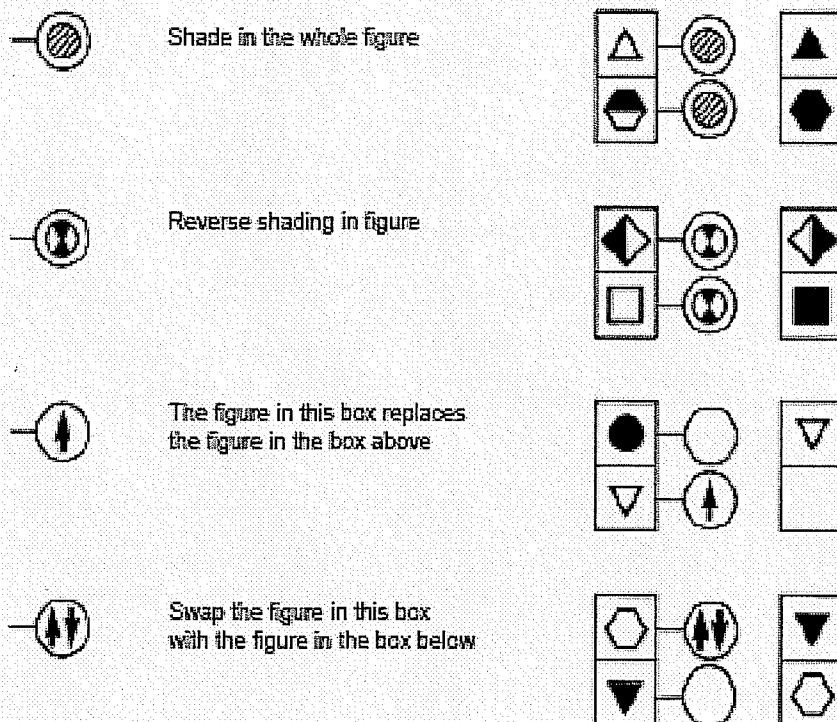 Shade in the whole figure
Reverse shading in figure
The figure in this box replaces
the figure in the box above
Swap the figure in this box
with the figure in the box below